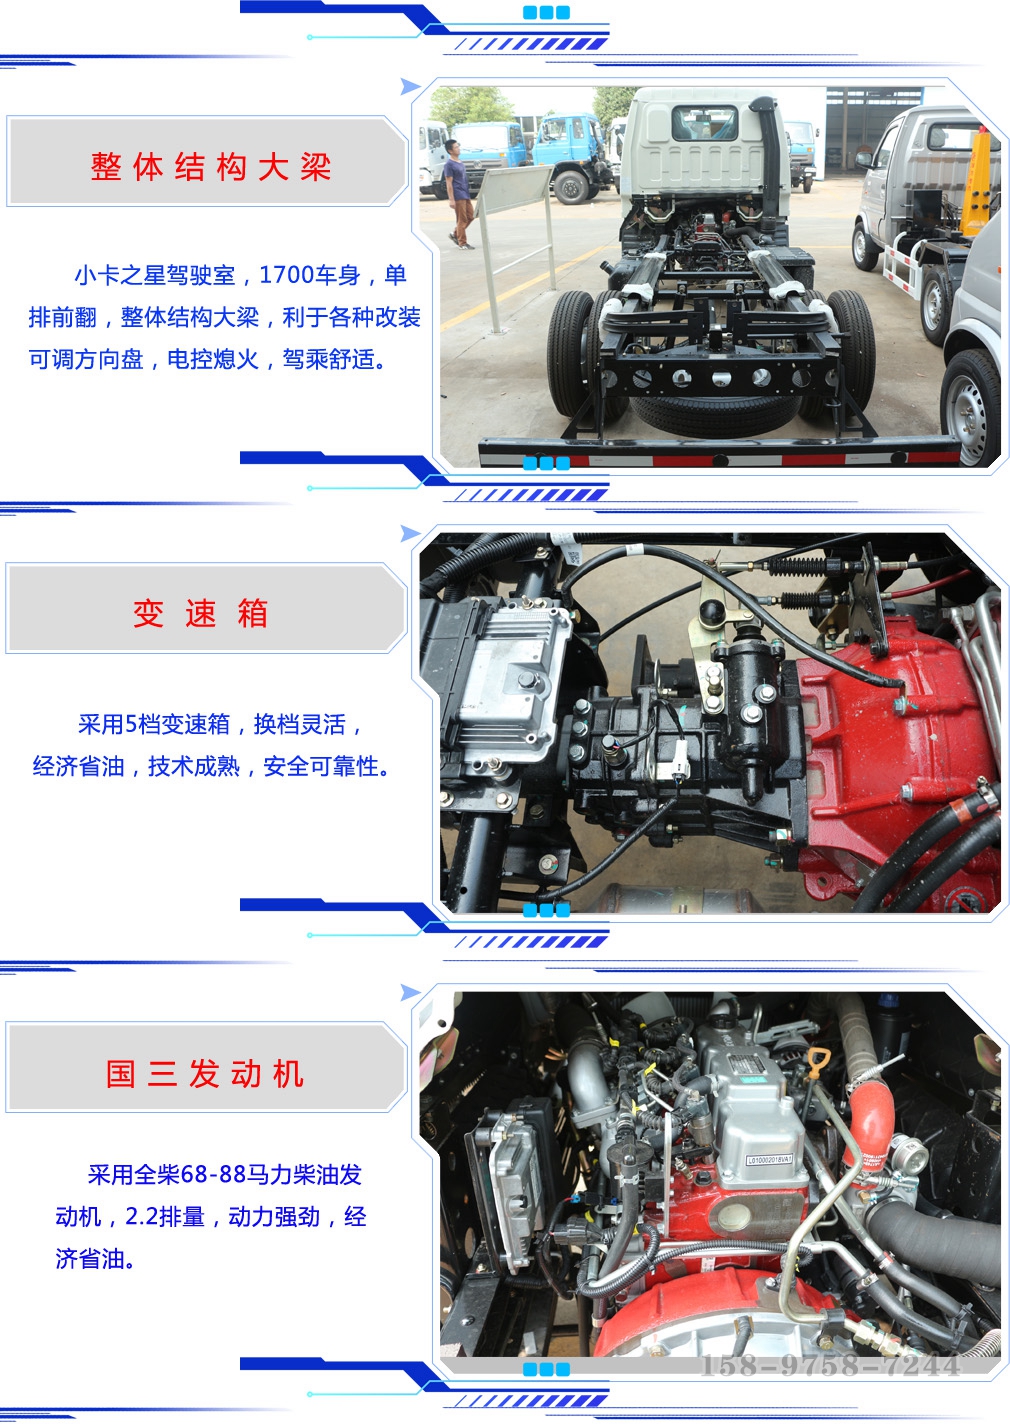 整体结构大梁
小卡之星驾驶室，1700车身，单
排前翻，整体结构大梁，利于各种改装
可调方向盘，电控熄火，驾乘舒适。
变速箱
采用5档变速箱，换档灵活，
经济省油，技术成熟，安全可靠性。
国三发动机
采用全柴68-88马力柴油发
动机，2.2排量，动力强劲，经
济省油。
L010002018VA1
158-9758-7244